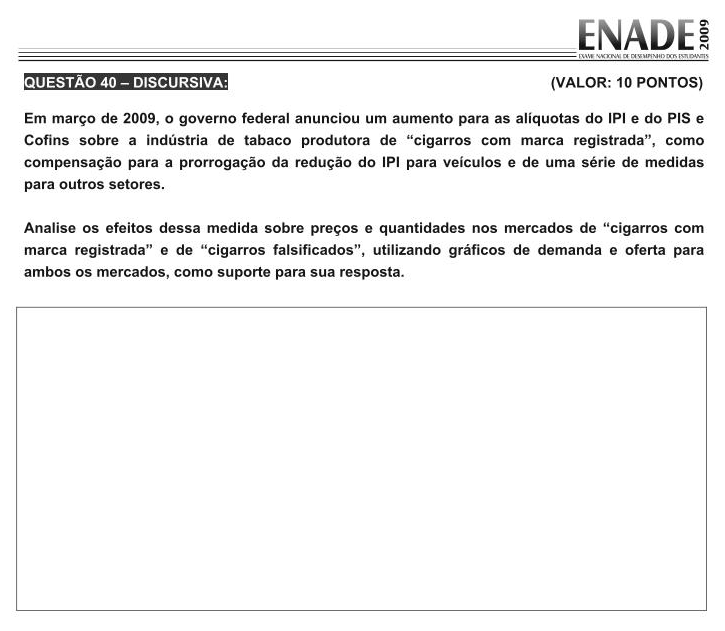 ENADE 2009
EXAME NACIONAL DE DESEMPENHO DOS ESTUDANTES
QUESTÃO 40 – DISCURSIVA: (VALOR: 10 PONTOS)
Em março de 2009, o governo federal anunciou um aumento para as alíquotas do IPI e do PIS e
Cofins sobre a indústria de tabaco produtora de “cigarros com marca registrada”, como
compensação para a prorrogação da redução do IPI para veículos e de uma série de medidas
para outros setores.
Analise os efeitos dessa medida sobre preços e quantidades nos mercados de “cigarros com
marca registrada” e de “cigarros falsificados”, utilizando gráficos de demanda e oferta para
ambos os mercados, como suporte para sua resposta.